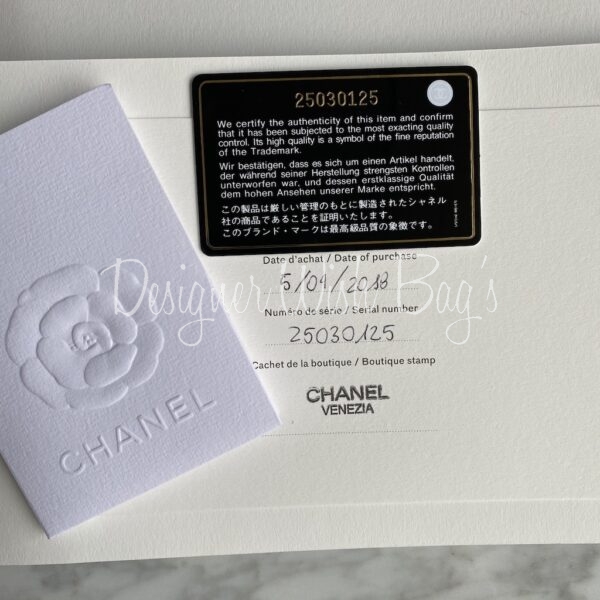 25030125
We certify the authenticity of this item and confirm
that it has been subjected to the most exacting quality
control. Its high quality is a symbol of the fine reputation
of the Trademark.
Wir bestätigen, dass es sich um einen Artikel handelt,
der während seiner Herstellung strengsten Kontrollen
unterworfen war, und dessen erstklassige Qualität
dem hohen Ansehen unserer Marke entspricht.
この製品は厳しい管理のもとに製造されたシャネル
社の商品であることを証明いたします。
このブランド・マークは最高級品質の象徴です。
Date d'achat / Date of purchase
5/04/2018
Designer Wish Bag's
Numéro de série / Serial number
25030125
Cachet de la boutique / Boutique stamp
CHANEL
VENEZIA
CHANEL